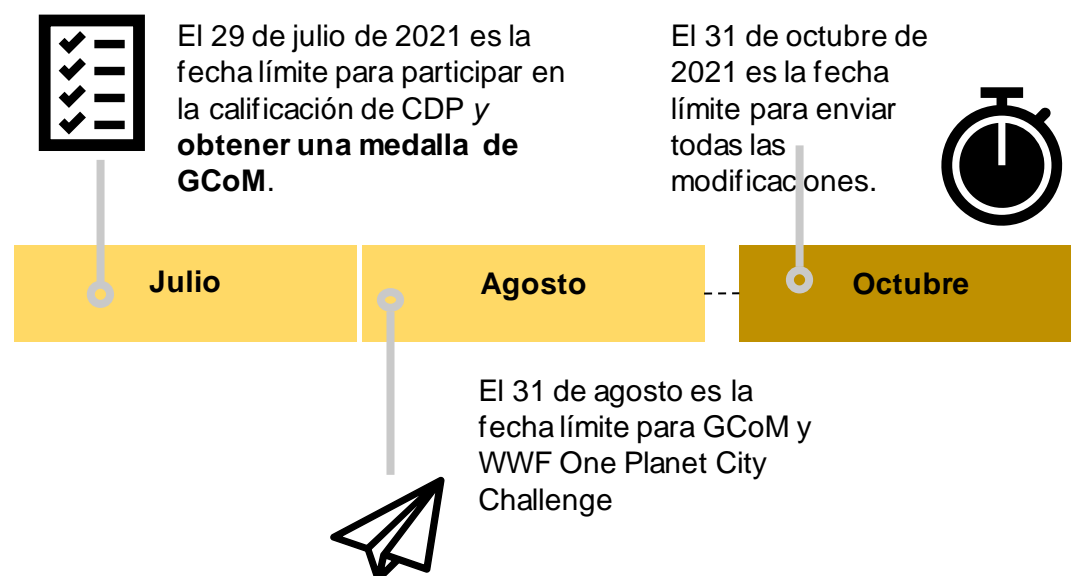 El 29 de julio de 2021 es la
fecha límite para participar en
la calificación de CDP y
obtener una medalla de
GCoM.
El 31 de octubre de
2021 es la fecha
límite para enviar
todas las
modificaciones.
Julio
Agosto
Octubre
El 31 de agosto es la
fecha límite para GCoM y
WWF One Planet City
Challenge